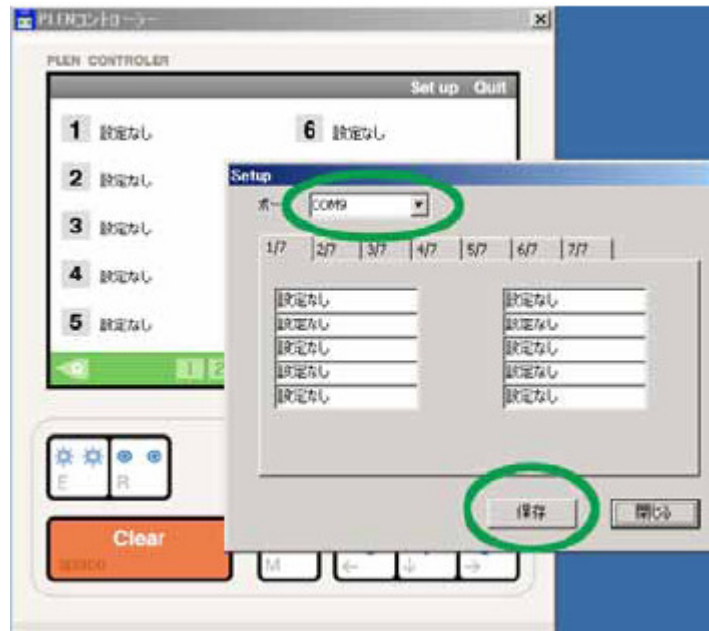 PLENコントローラー
PLEN CONTROLER
Set up Quit
1 設定なし
6 設定なし
2 設定なし
3 設定なし
4 設定なし
5 設定なし
1 2
Setup
COM9
1/7 2/7 3/7 4/7 5/7 6/7 7/7
設定なし 設定なし
設定なし 設定なし
設定なし 設定なし
設定なし 設定なし
設定なし 設定なし
保存 閉じる
E R
Clear
space
M ← ↓ →